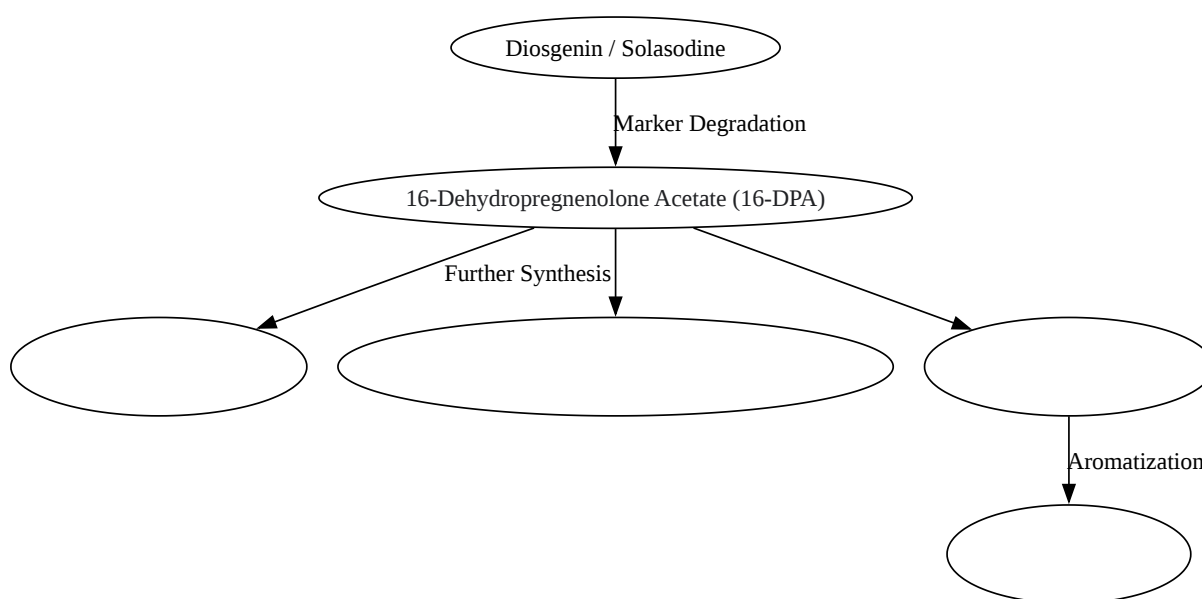 Diosgenin / Solasodine
Marker Degradation
16-Dehydropregnenolone Acetate (16-DPA)
Further Synthesis
Aromatization